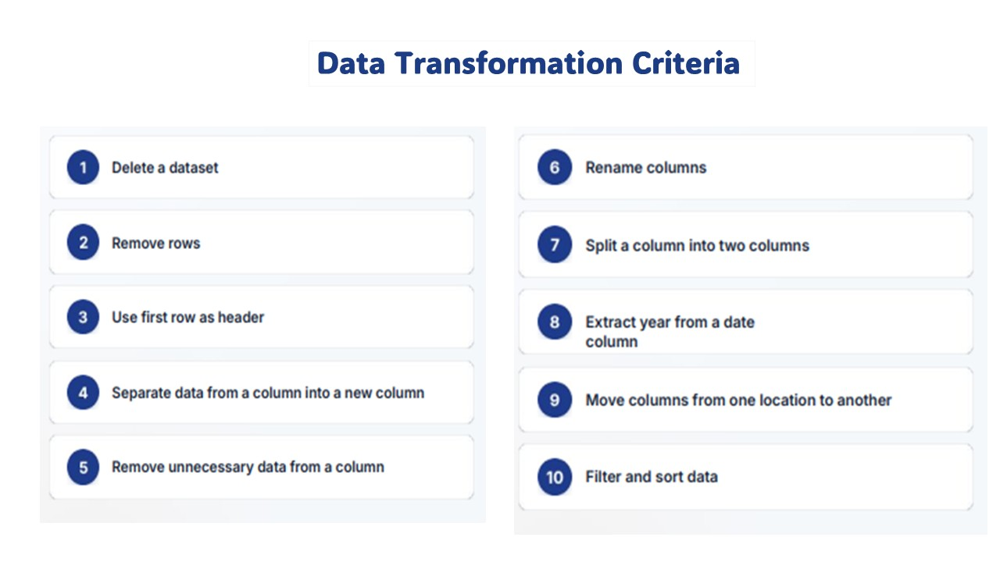 Data Transformation Criteria
1 Delete a dataset
2 Remove rows
3 Use first row as header
4 Separate data from a column into a new column
5 Remove unnecessary data from a column
6 Rename columns
7 Split a column into two columns
8 Extract year from a date
column
9 Move columns from one location to another
10 Filter and sort data